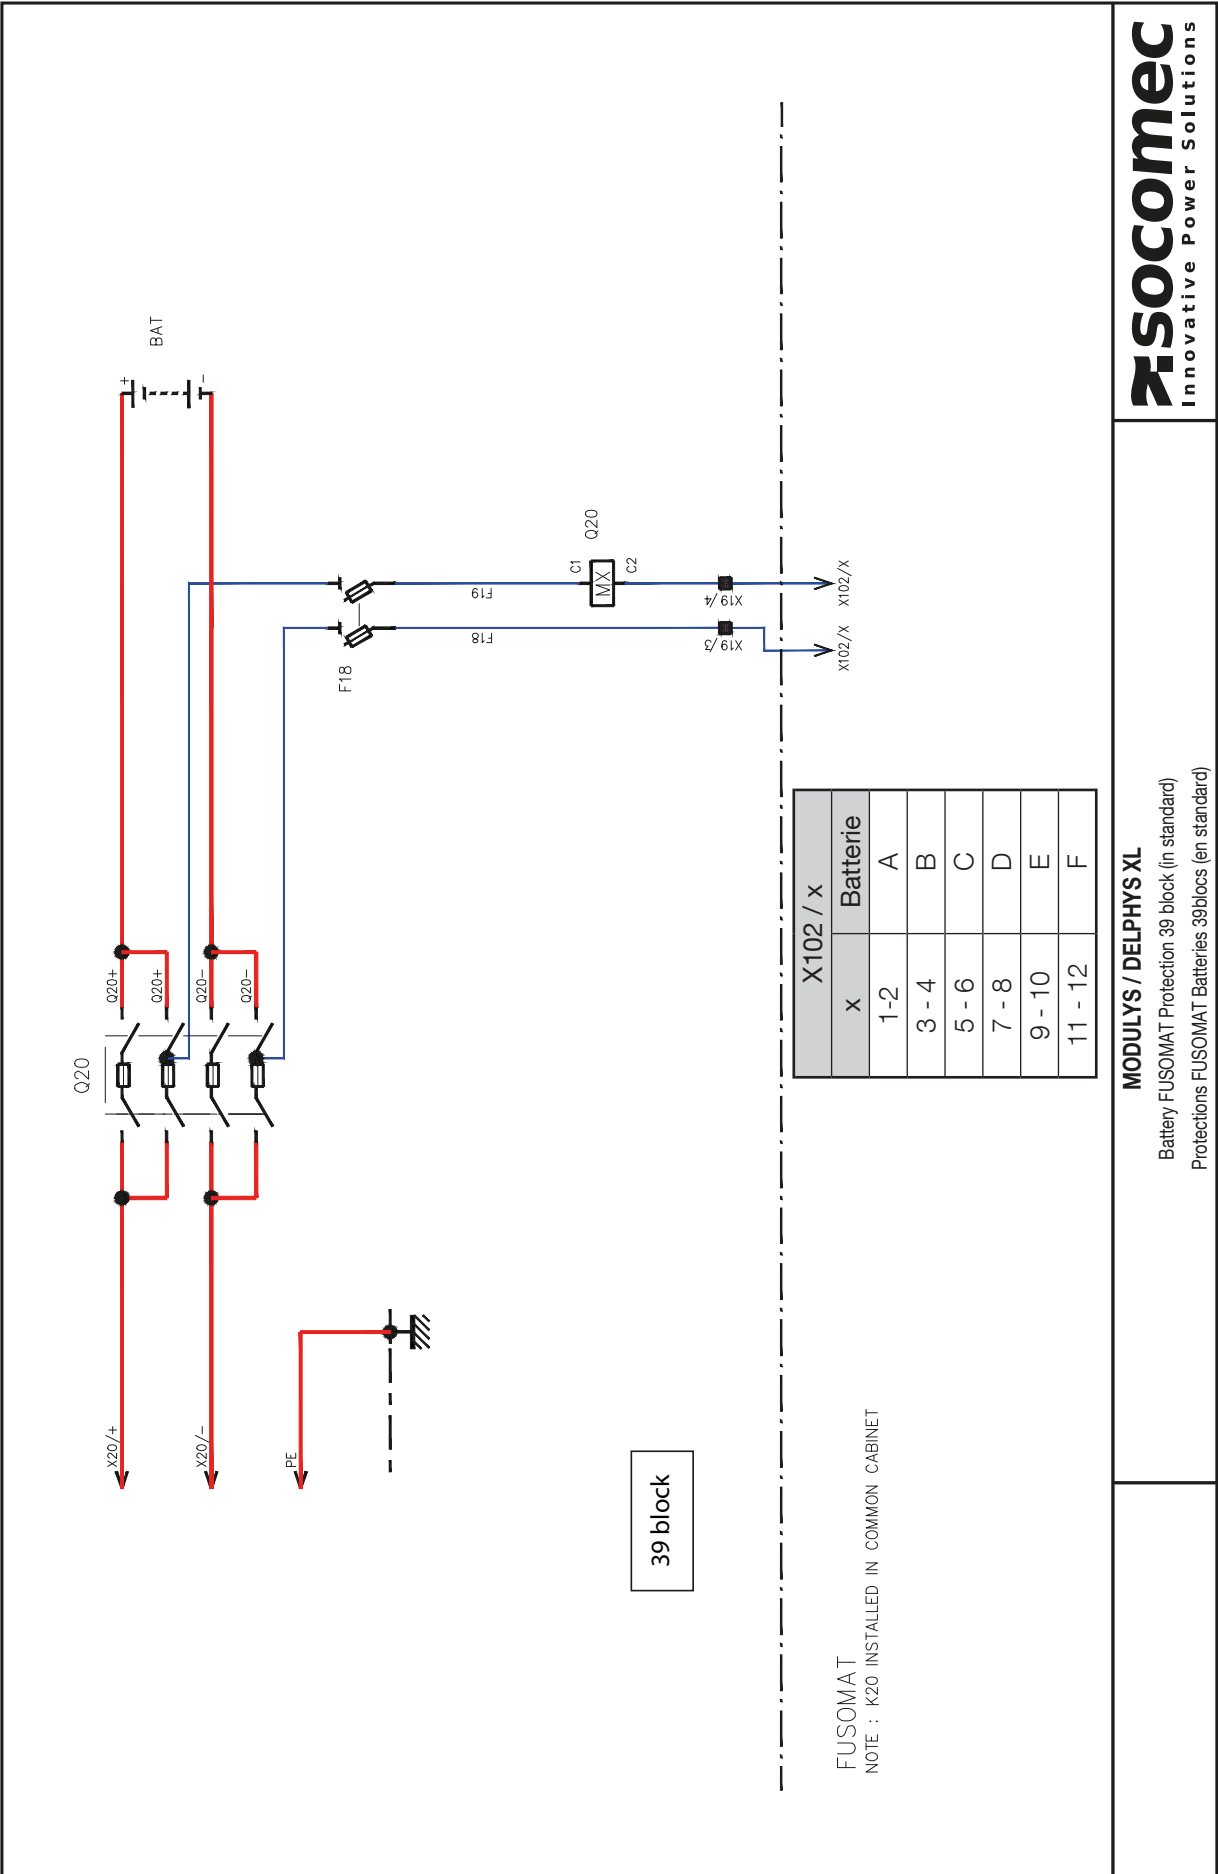 Q20
X20/+
Q20+
Q20+
X20/-
Q20-
Q20-
PE
+
-
BAT
F18
F19
F18
C1
MX
C2
Q20
X19/4
X19/3
X102/X
X102/X
39 block
FUSOMAT
NOTE : K20 INSTALLED IN COMMON CABINET
X102 / x
x Batterie
1-2 A
3 - 4 B
5 - 6 C
7 - 8 D
9 - 10 E
11 - 12 F
MODULYS / DELPHYS XL
Battery FUSOMAT Protection 39 block (in standard)
Protections FUSOMAT Batteries 39blocs (en standard)
socomec
Innovative Power Solutions